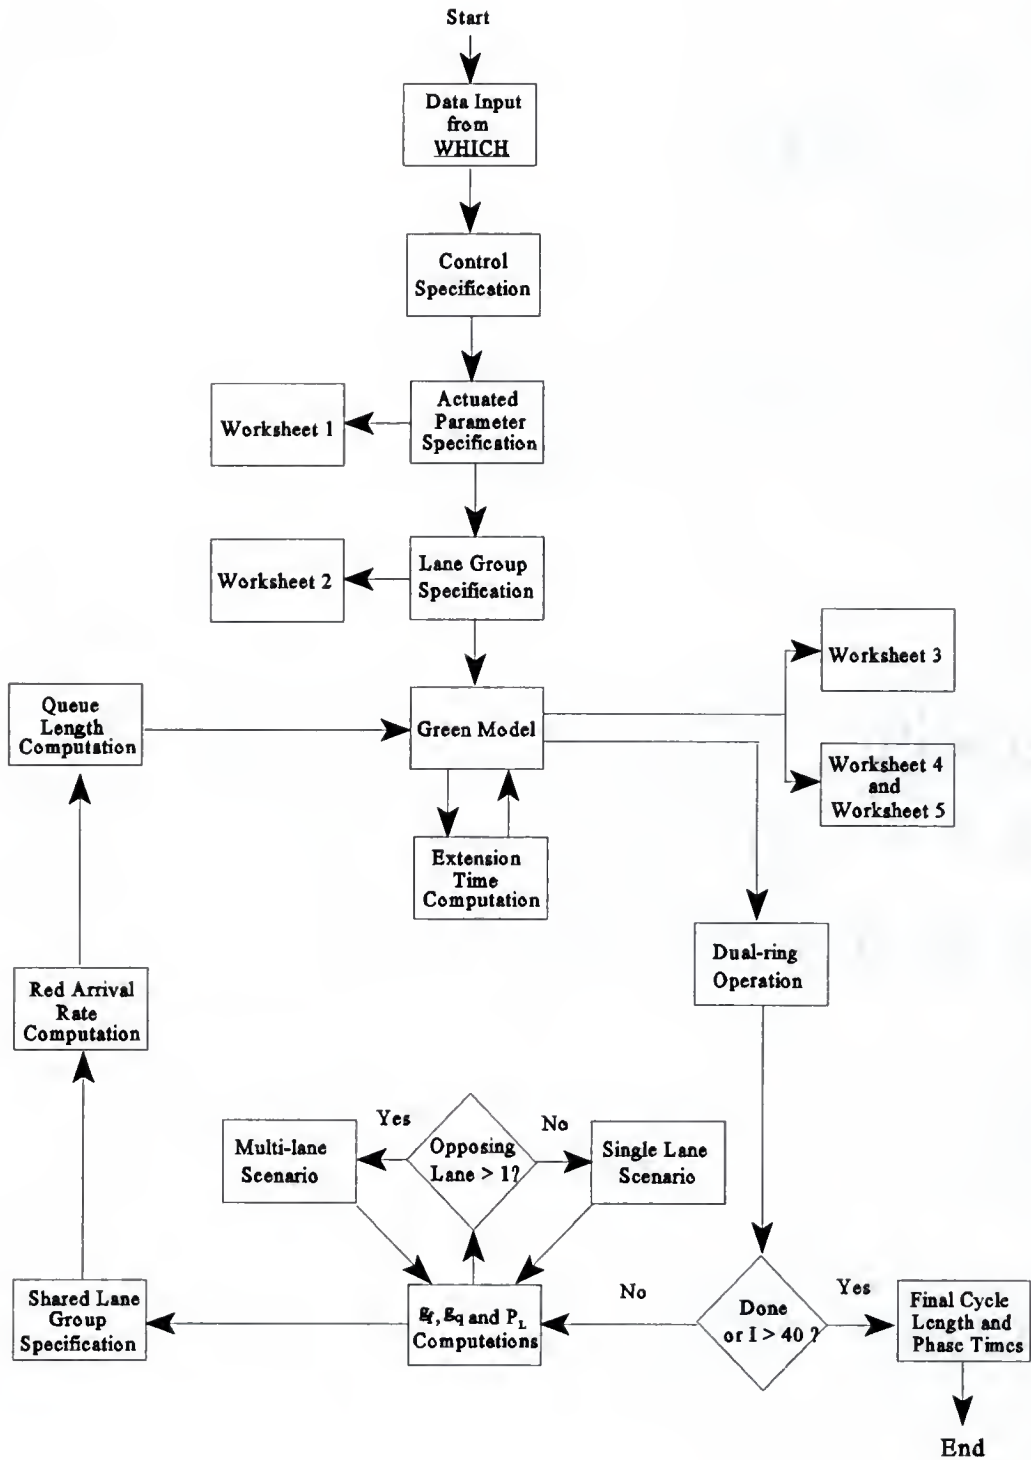 Start
Data Input
from
WHICH
Control
Specification
Actuated
Parameter
Specification
Worksheet 1
Lane Group
Specification
Worksheet 2
Worksheet 3
Queue
Length
Computation
Green Model
Worksheet 4
and
Worksheet 5
Extension
Time
Computation
Dual-ring
Operation
Red Arrival
Rate
Computation
Yes
No
Multi-lane
Scenario
Opposing
Lane > 1?
Single Lane
Scenario
Shared Lane
Group
Specification
gf, gq and PL
Computations
No
Done
or I > 40 ?
Yes
Final Cycle
Length and
Phase Times
End